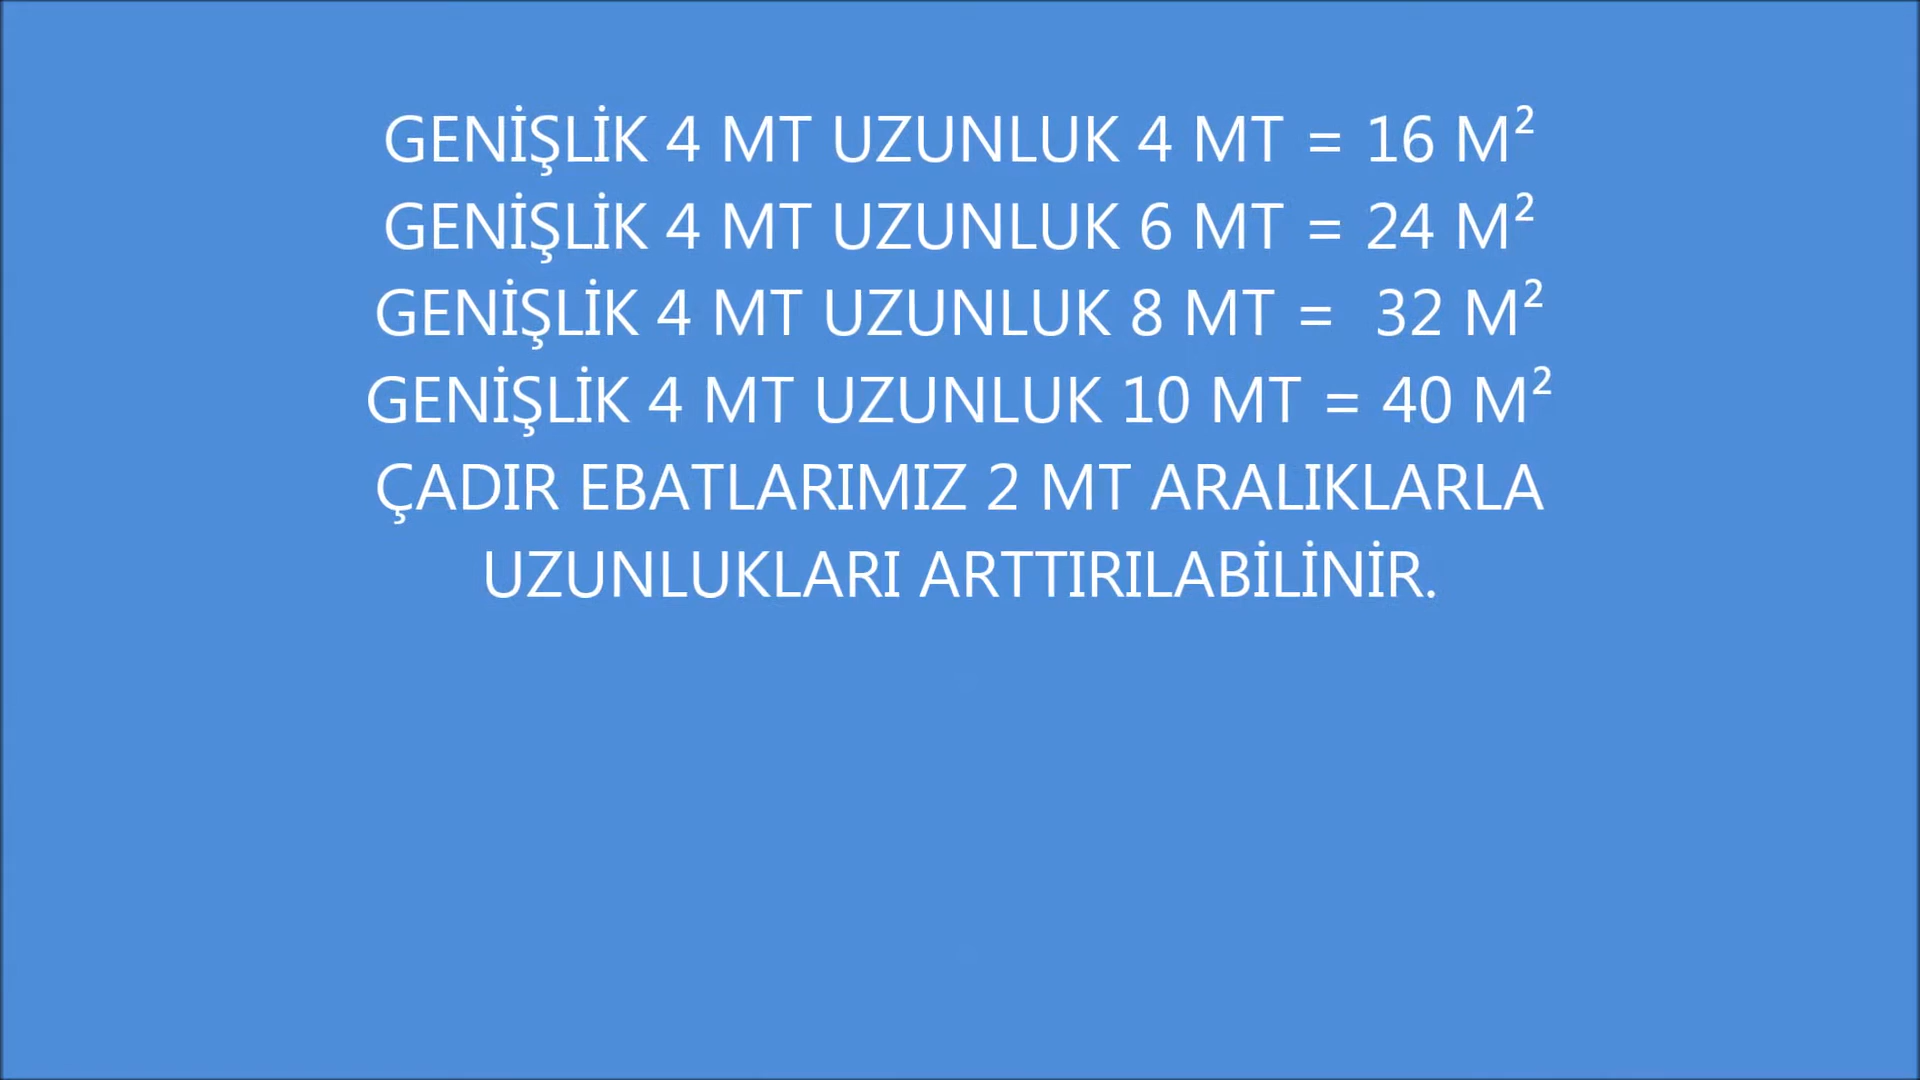 GENİŞLİK 4 MT UZUNLUK 4 MT = 16 M²
GENİŞLİK 4 MT UZUNLUK 6 MT = 24 M²
GENİŞLİK 4 MT UZUNLUK 8 MT =  32 M²
GENİŞLİK 4 MT UZUNLUK 10 MT = 40 M²
ÇADIR EBATLARIMIZ 2 MT ARALIKLARLA
UZUNLUKLARI ARTTIRILABİLİNİR.